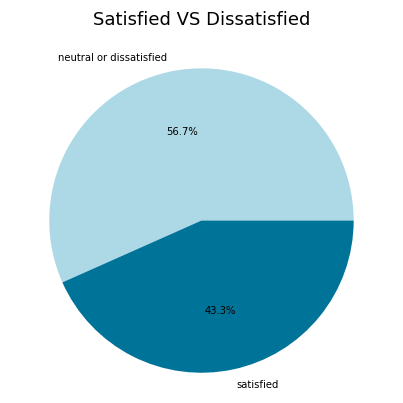 Satisfied VS Dissatisfied
neutral or dissatisfied
56.7%
43.3%
satisfied